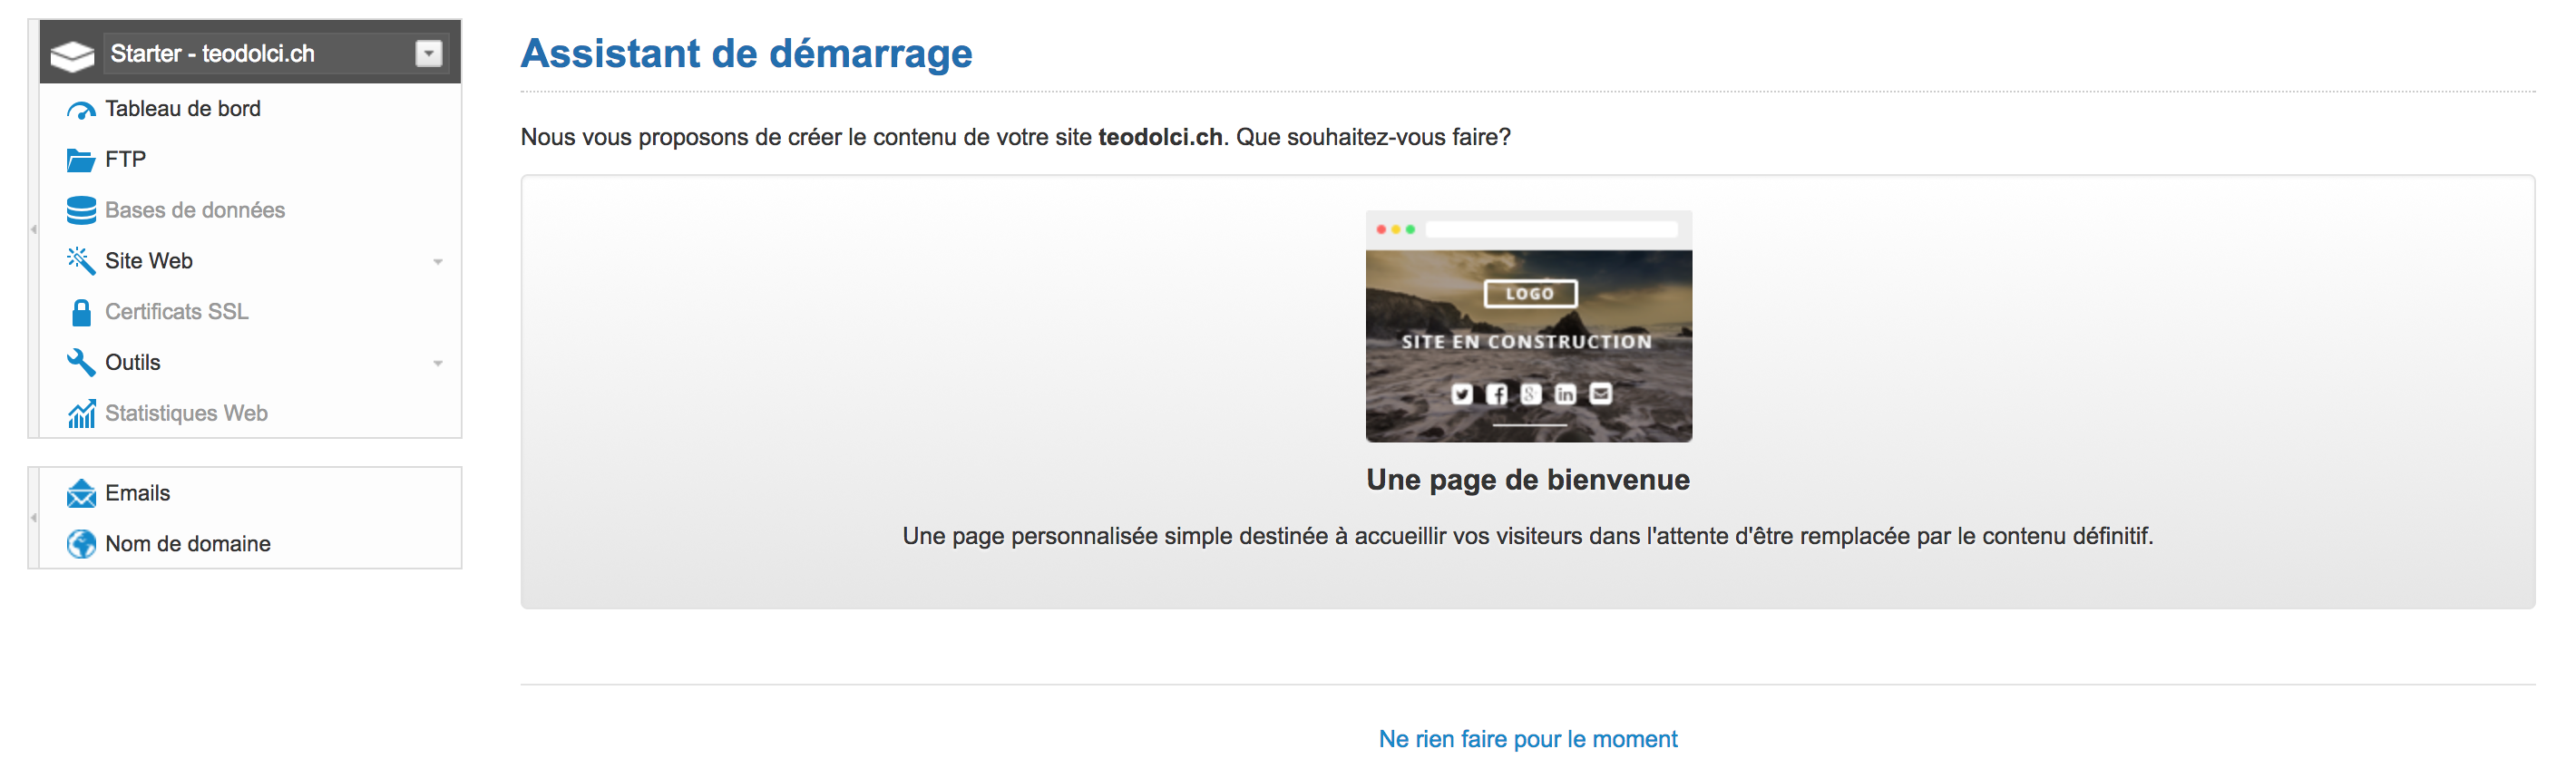 Starter - teodolci.ch
Tableau de bord
FTP
Bases de données
Site Web
Certificats SSL
Outils
Statistiques Web
Emails
Nom de domaine
Assistant de démarrage
Nous vous proposons de créer le contenu de votre site teodolci.ch. Que souhaitez-vous faire?
LOGO
SITE EN CONSTRUCTION
Une page de bienvenue
Une page personnalisée simple destinée à accueillir vos visiteurs dans l'attente d'être remplacée par le contenu définitif.
Ne rien faire pour le moment